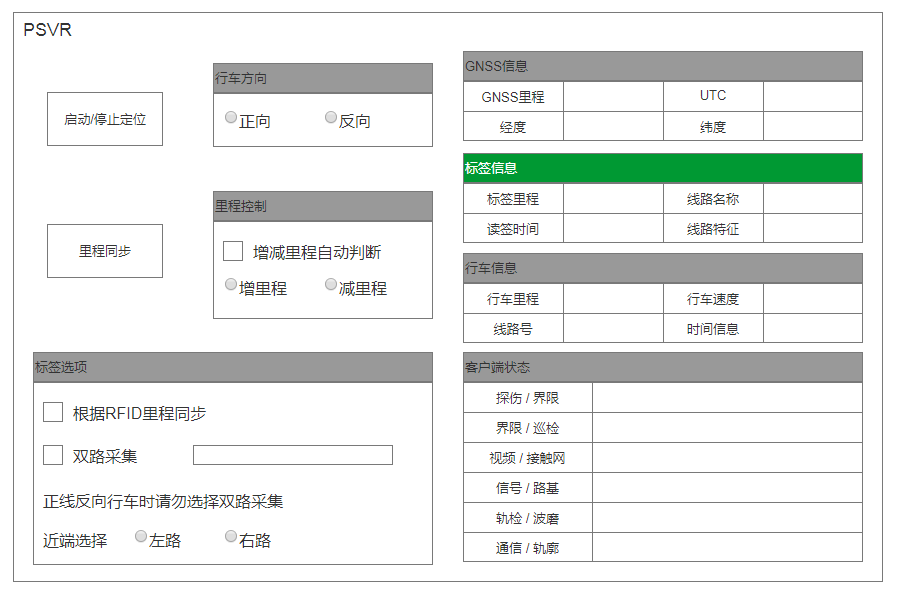 PSVR
启动/停止定位
行车方向
正向
反向
里程同步
里程控制
增减里程自动判断
增里程
减里程
标签选项
根据RFID里程同步
双路采集
正线反向行车时请勿选择双路采集
近端选择
左路
右路
GNSS信息
GNSS里程
UTC
经度
纬度
标签信息
标签里程
线路名称
读签时间
线路特征
行车信息
行车里程
行车速度
线路号
时间信息
客户端状态
探伤 / 界限
界限 / 巡检
视频 / 接触网
信号 / 路基
轨检 / 波磨
通信 / 轨廓